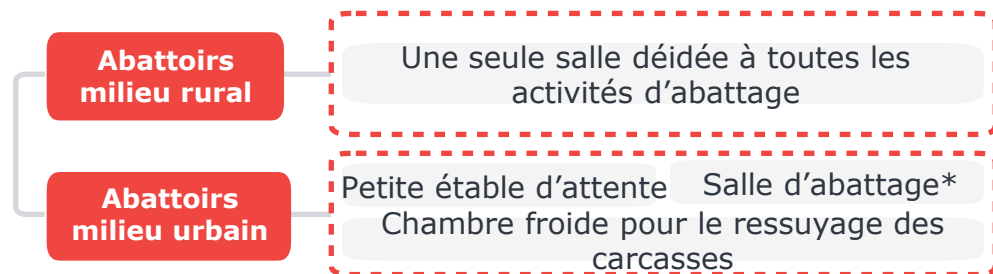 Abattoirs
milieu rural
Une seule salle déidée à toutes les
activités d’abattage
Abattoirs
milieu urbain
Petite étable d’attente
Salle d’abattage*
Chambre froide pour le ressuyage des
carcasses